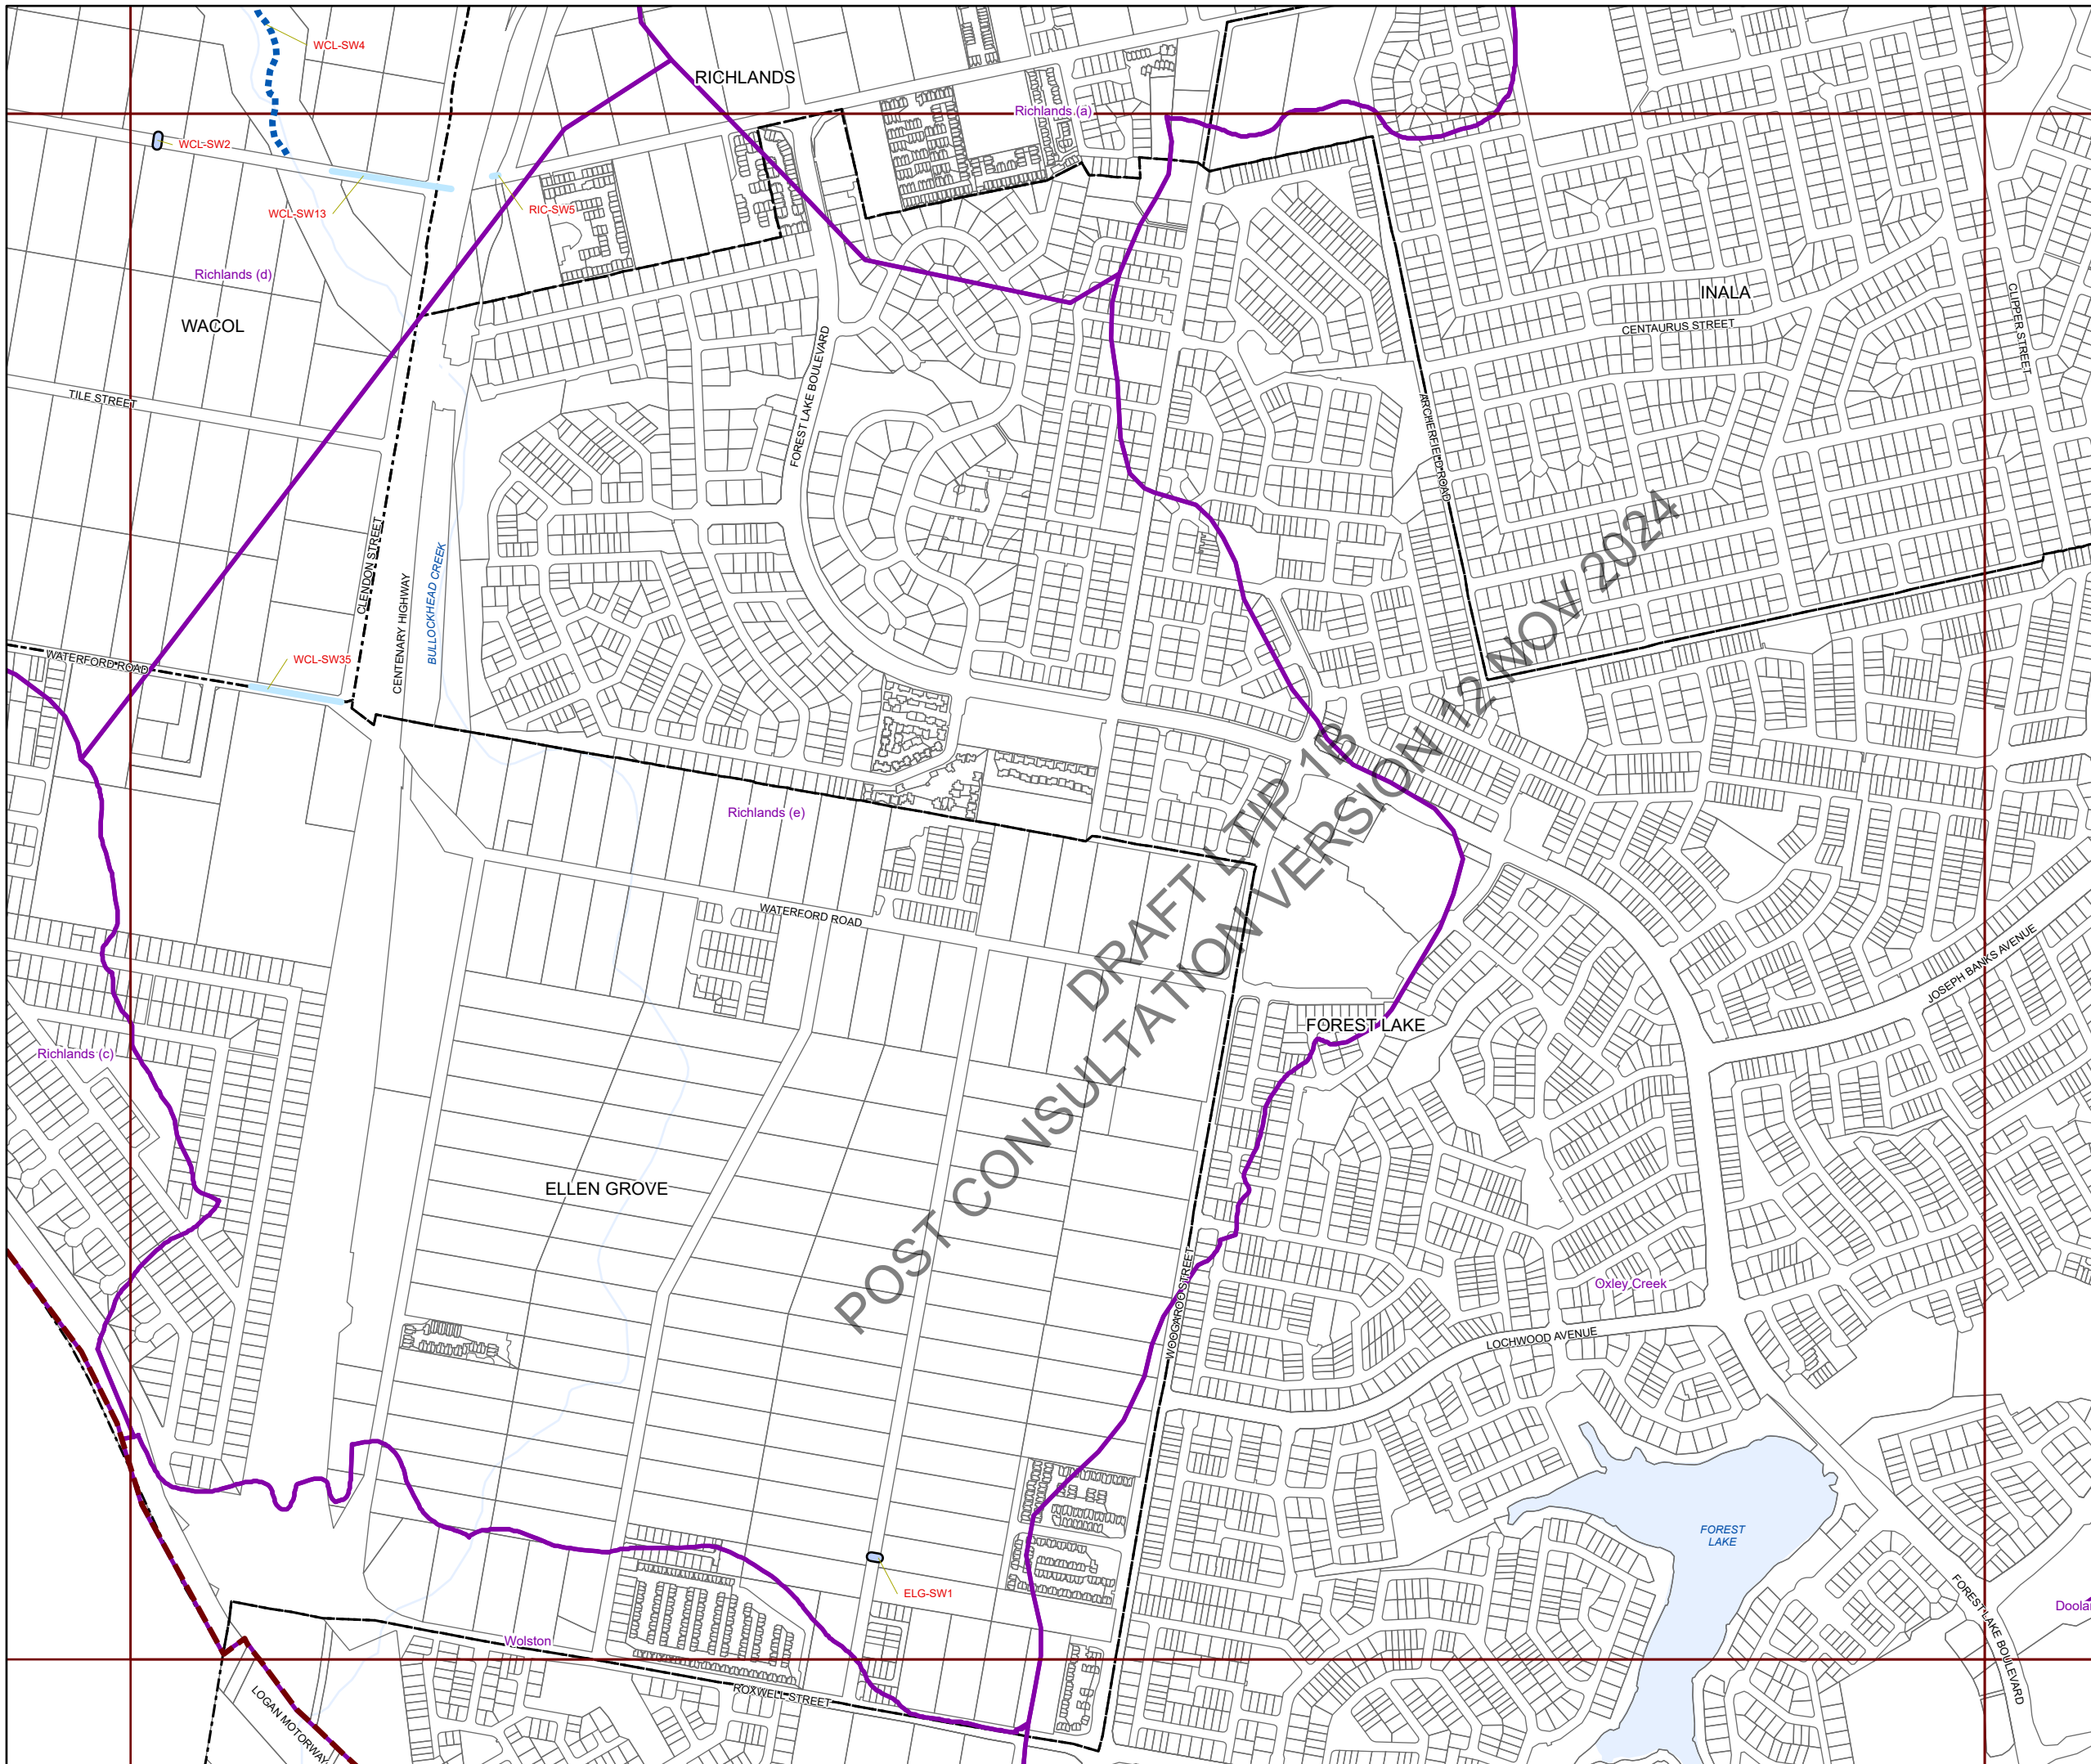 WCL-SW4
RICHLANDS
Richlands (a)
WCL-SW2
WCL-SW13
RIC-SW5
Richlands (d)
WACOL
INALA
CENTAURUS STREET
CLIPPER STREET
TILE STREET
FOREST LAKE BOULEVARD
ARCHERFIELD ROAD
CLENDON STREET
CENTENARY HIGHWAY
BULLOCKHEAD CREEK
WATERFORD ROAD
WCL-SW35
Richlands (e)
WATERFORD ROAD
DRAFT LTIP 1B
POST CONSULTATION VERSION 12 NOV 2024
JOSEPH BANKS AVENUE
FOREST LAKE
Richlands (c)
ELLEN GROVE
WOOGAROO STREET
Oxley Creek
LOCHWOOD AVENUE
FOREST
LAKE
ELG-SW1
FOREST LAKE BOULEVARD
Doola
Wolston
ROXWELL STREET
LOGAN MOTORWAY